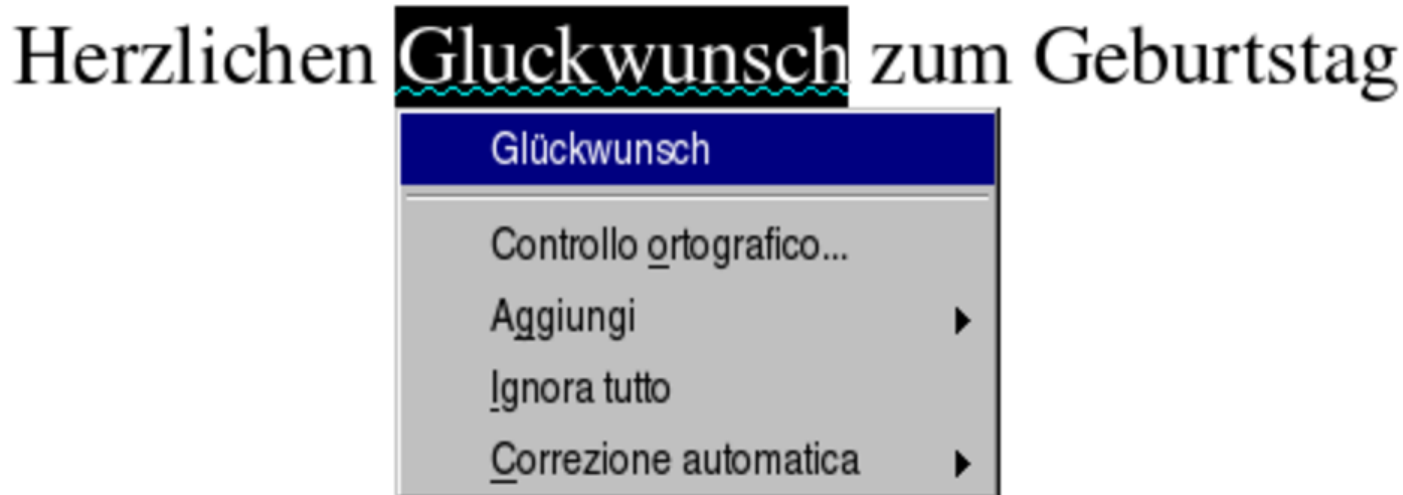 Herzlichen Gluckwunsch zum Geburtstag
Glückwunsch
Controllo ortografico...
Aggiungi
Ignora tutto
Correzione automatica